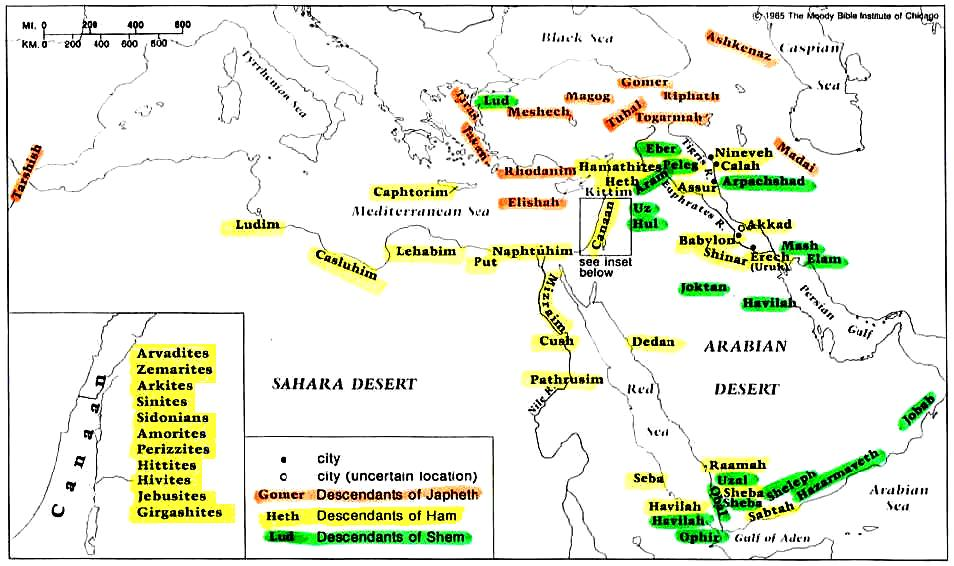 © 1985 The Moody Bible Institute of Chicago
MI. 0 200 400 600
KM. 0 200 400 600 600
Black Sea
Ashkenaz
Caspian
Sea
Tyrrhenian Sea
Gomer
Magog
Riphath
Tiras
Lud
Meshech
Tubal
Togarmah
Javan
Tarshish
Eber
Tigris R.
Nineveh
Calah
Madai
Rhodanim
Hamathites
Peleg
Heth
Aram
Assur
Arpachshad
Kittim
Caphtorim
Mediterranean Sea
Elishah
Euphrates R.
Uz
Hul
Canaan
Ludim
Akkad
Babylon
Shinar
Erech
(Uruk)
Mash
Elam
Casluhim
Lehabim
Put
Naphtuhim
see inset
below
Mizraim
Joktan
Havilah
Persian
Gulf
Cush
Dedan
ARABIAN
DESERT
SAHARA DESERT
Pathrusim
Nile R.
Red
Sea
Jobab
Canaan
Arvadites
Zemarites
Arkites
Sinites
Sidonians
Amorites
Perizzites
Hittites
Hivites
Jebusites
Girgashites
city
city (uncertain location)
Gomer Descendants of Japheth
Heth Descendants of Ham
Lud Descendants of Shem
Seba
Raamah
Uzal
Sheba
Sheba
Obal
Sheleph
Hazarmaveth
Sabtah
Havilah
Havilah
Ophir
Gulf of Aden
Arabian
Sea